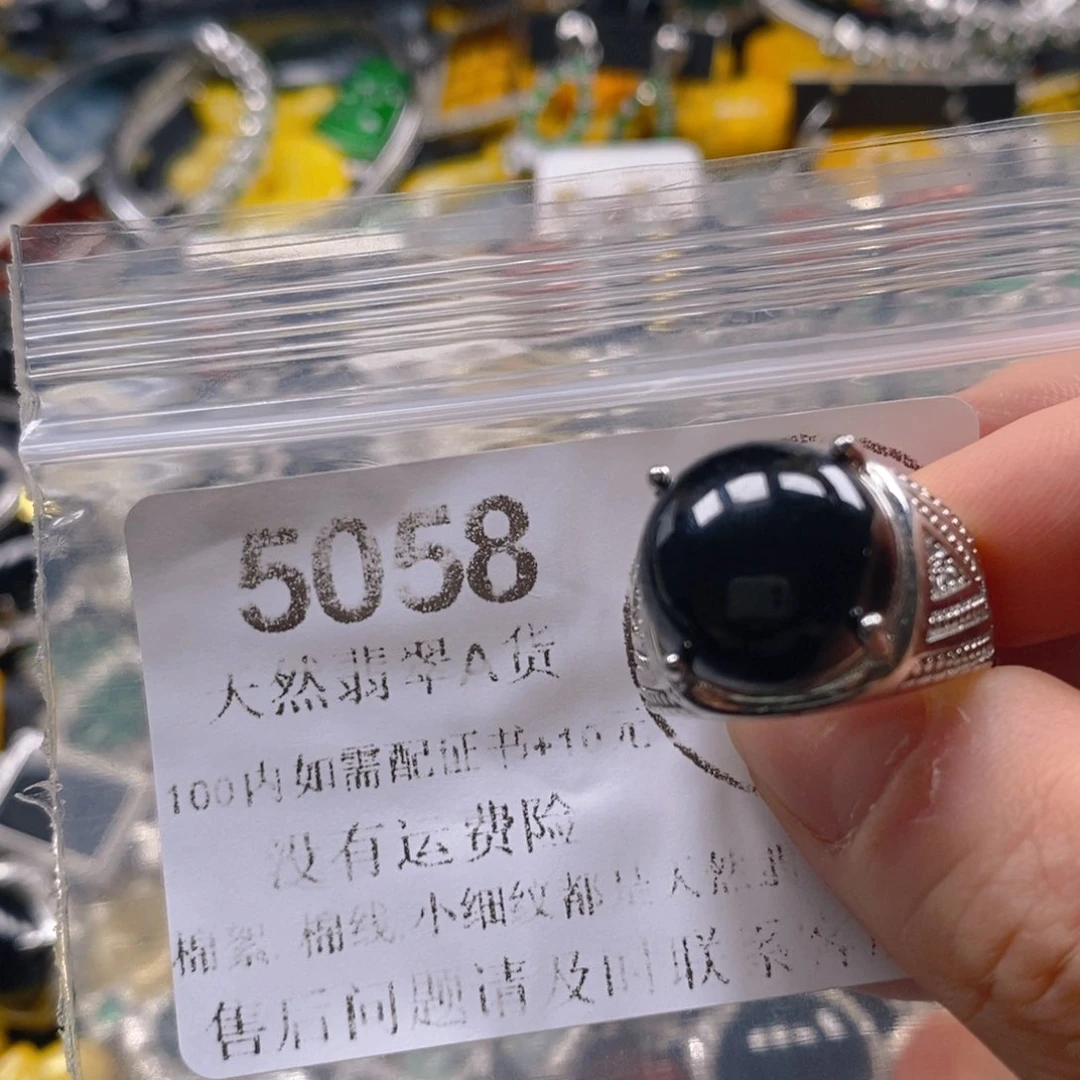 5058
天然翡翠A货
100内如需配证书+10元
没有运费险
棉絮 棉线 小细纹都是天然
售后问题请及时联系客